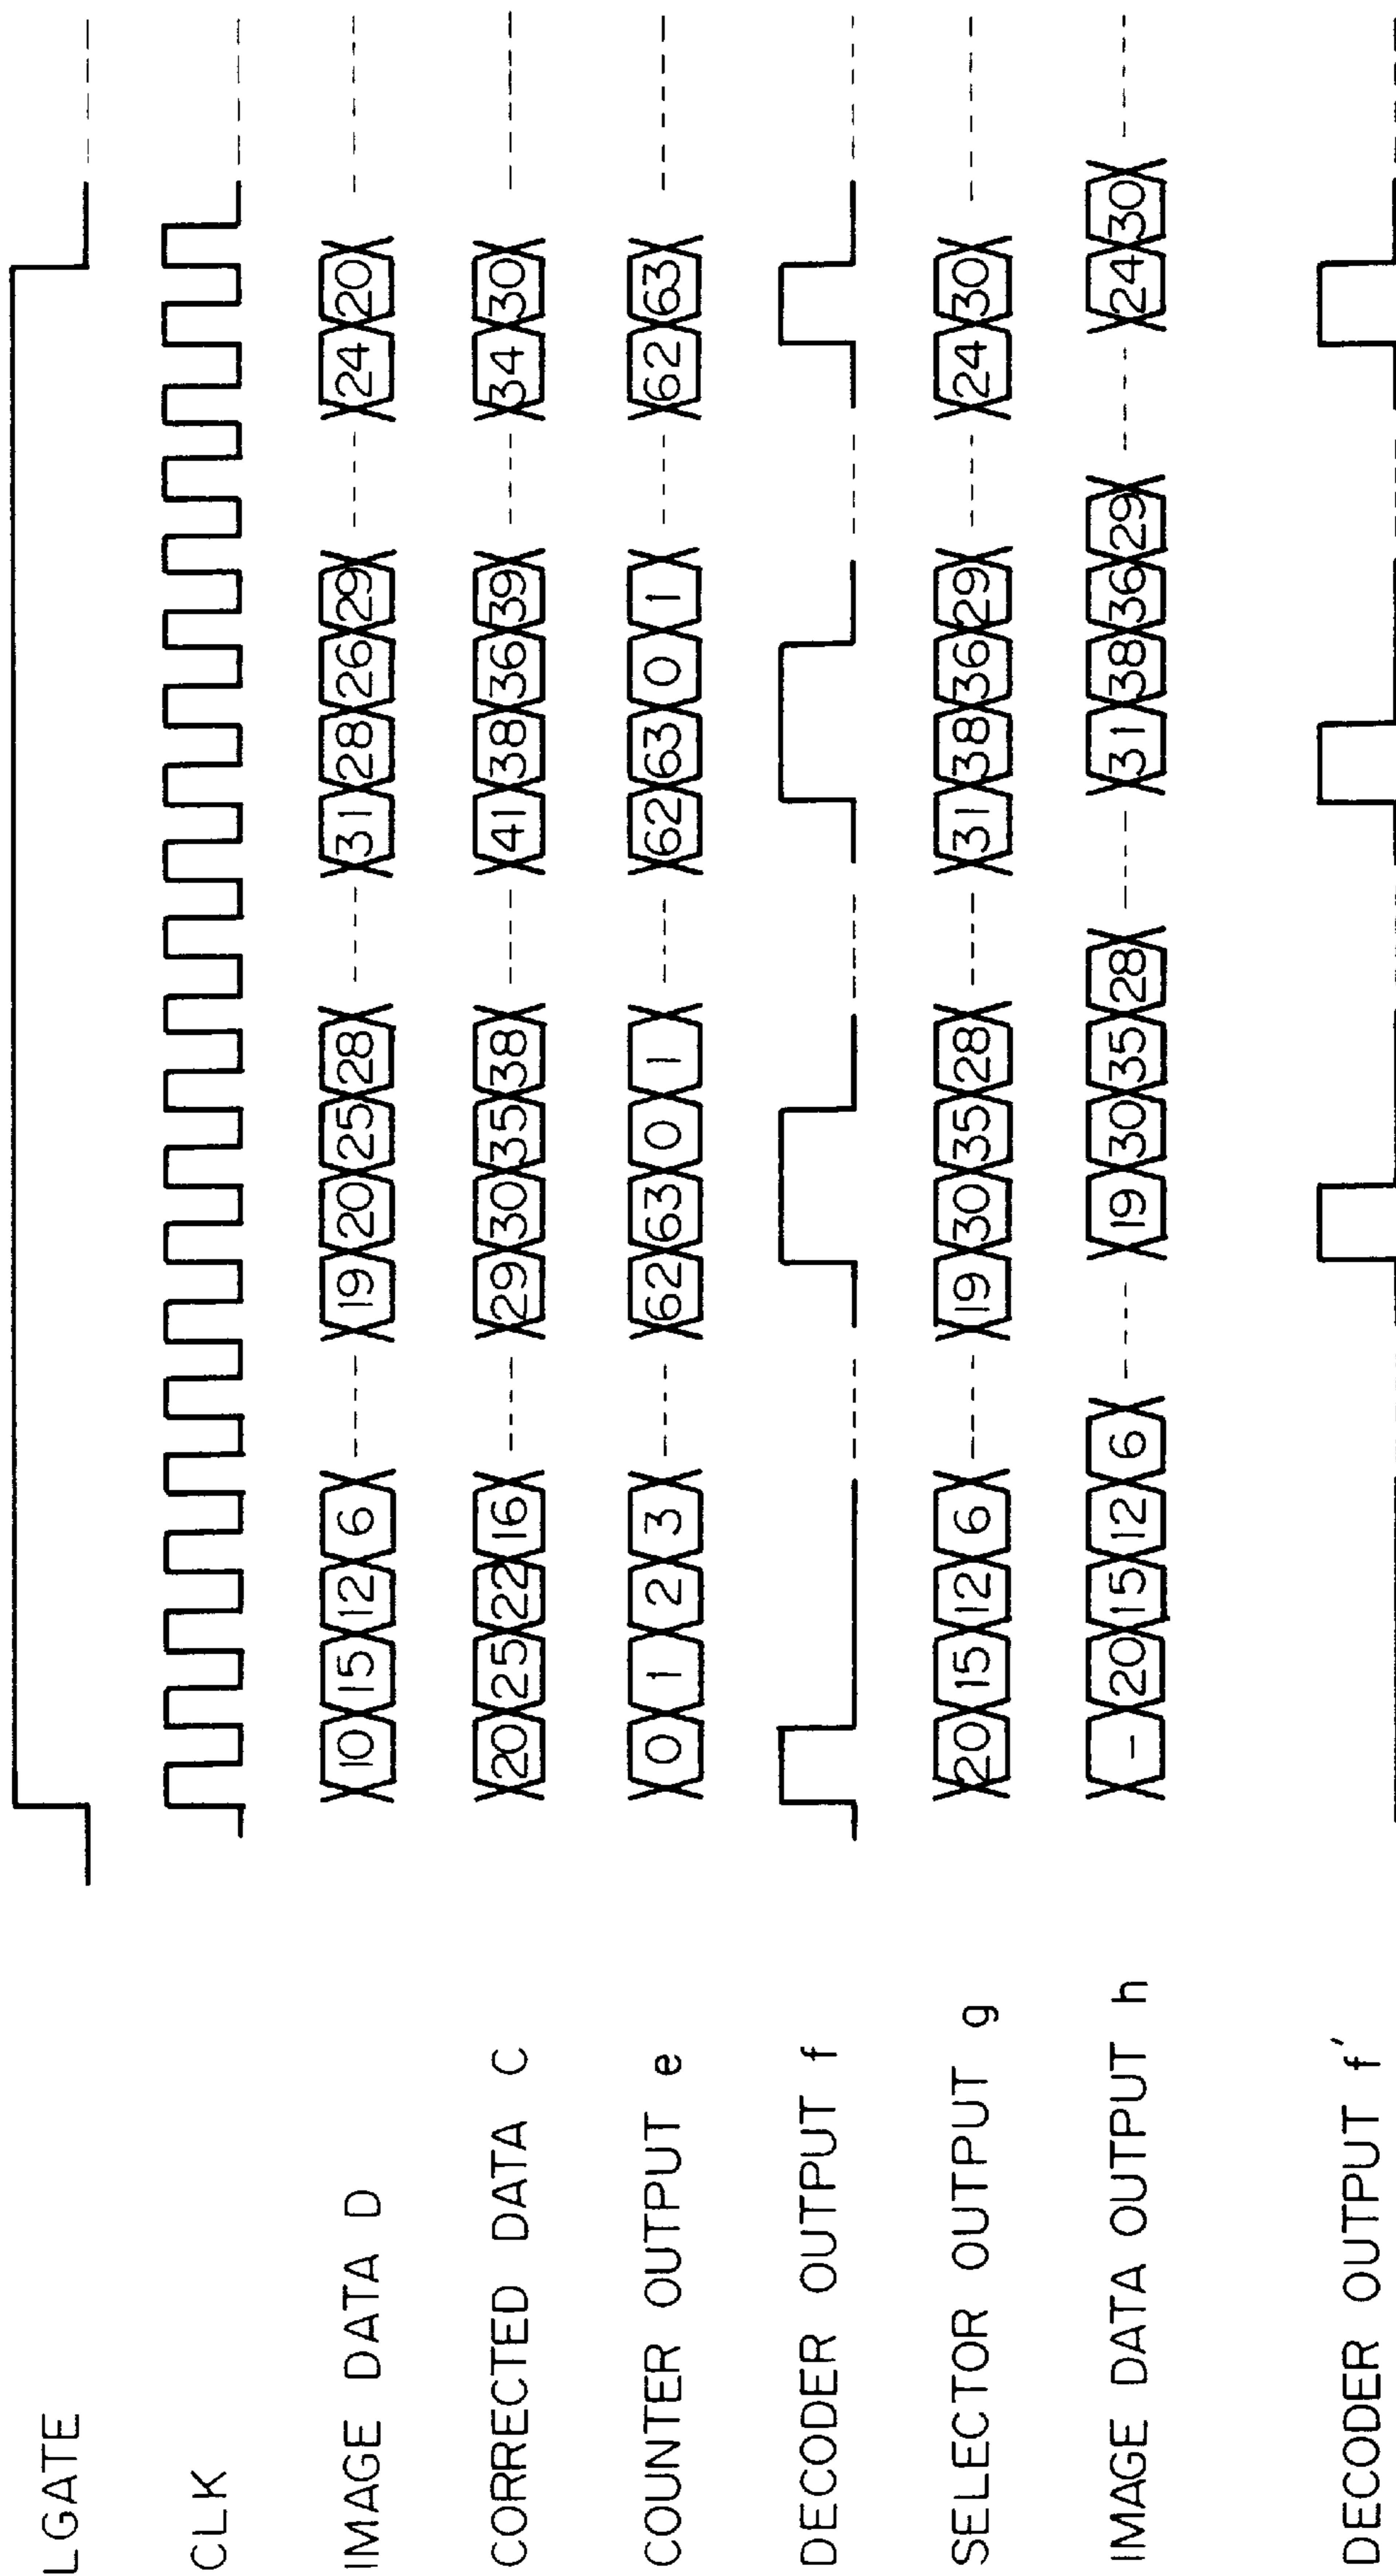 LGATE
CLK
IMAGE DATA D 10 15 12 6 19 20 25 28 31 28 26 29 24 20
CORRECTED DATA C 20 25 22 16 29 30 35 38 41 38 36 39 34 30
COUNTER OUTPUT e 0 1 2 3 62 63 0 1 62 63 0 1 62 63
DECODER OUTPUT f
SELECTOR OUTPUT g 20 15 12 6 19 30 35 28 31 38 36 29 24 30
IMAGE DATA OUTPUT h - 20 15 12 6 19 30 35 28 31 38 36 29 24 30
DECODER OUTPUT f'